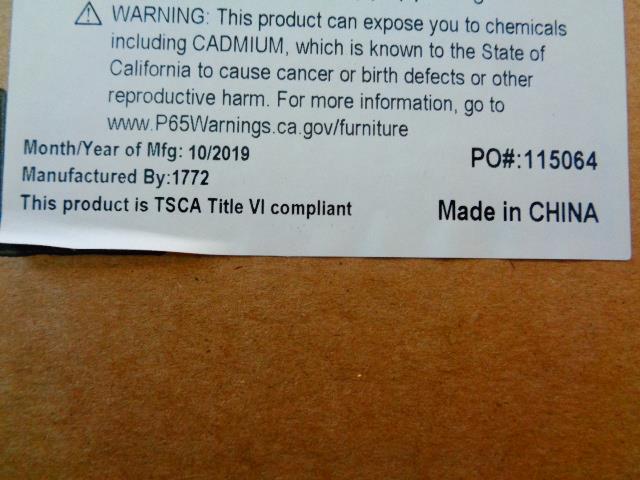 WARNING: This product can expose you to chemicals
including CADMIUM, which is known to the State of
California to cause cancer or birth defects or other
reproductive harm. For more information, go to
www.P65Warnings.ca.gov/furniture
Month/Year of Mfg: 10/2019
PO#:115064
Manufactured By:1772
This product is TSCA Title VI compliant
Made in CHINA